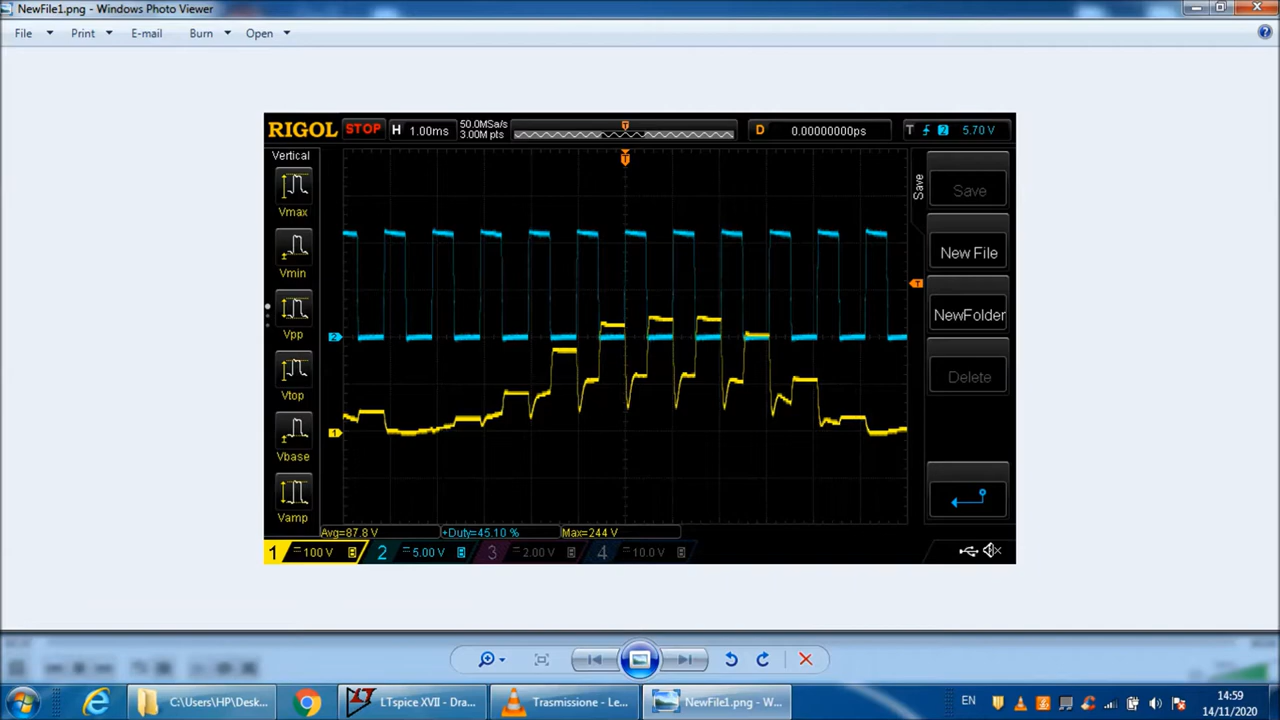 NewFile1.png - Windows Photo Viewer
File Print E-mail Burn Open
RIGOL STOP H 1.00ms 50.0MSa/s 3.00M pts T D 0.00000000ps T 2 5.70 V
Vertical
Vmax
Vmin
Vpp
Vtop
Vbase
Vamp
T
T
2
1
Save
Save
New File
NewFolder
Delete
Avg=87.8 V +Duty=45.10 % Max=244 V
1 100 V 2 5.00 V 3 2.00 V 4 10.0 V
C:\Users\HP\Desk... LTspice XVII - Dra... Trasmissione - Le... NewFile1.png - W... EN 14:59
14/11/2020